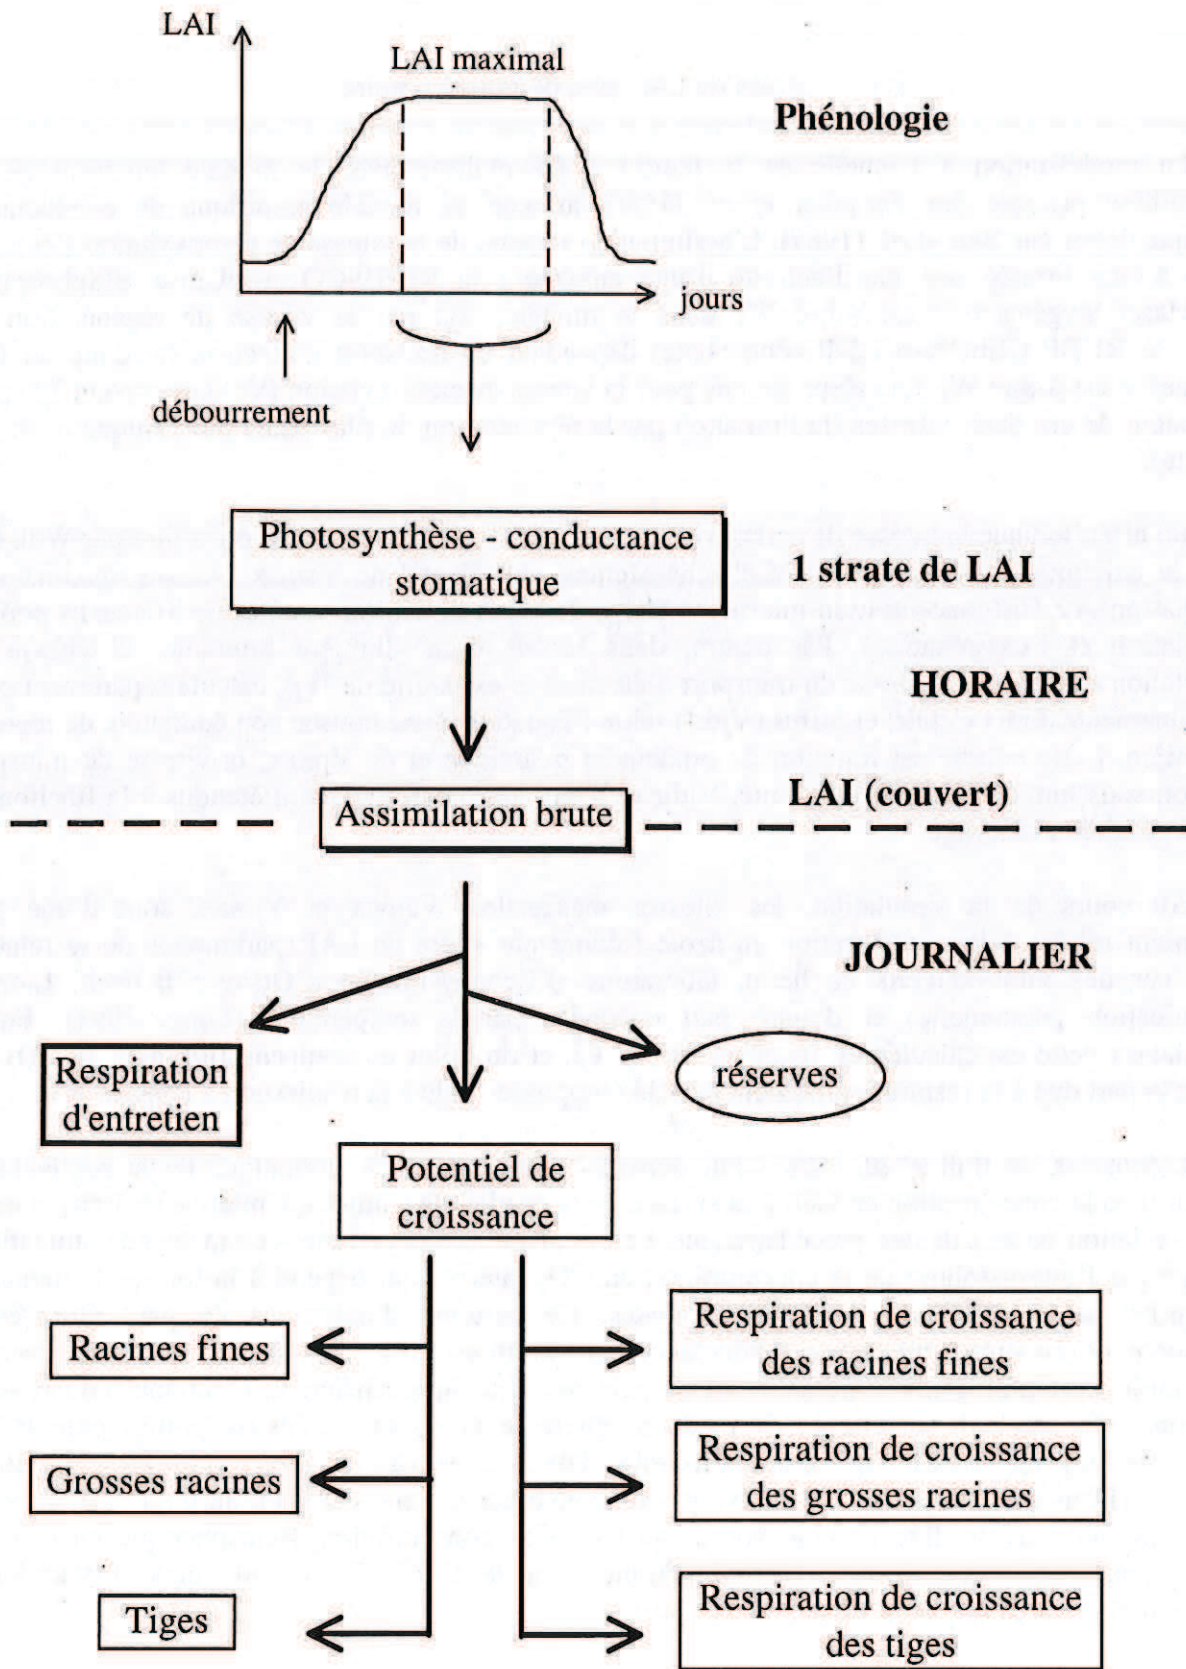 LAI
LAI maximal
Phénologie
jours
débourrement
Photosynthèse - conductance
stomatique
1 strate de LAI
HORAIRE
LAI (couvert)
Assimilation brute
JOURNALIER
Respiration
d'entretien
réserves
Potentiel de
croissance
Racines fines
Respiration de croissance
des racines fines
Grosses racines
Respiration de croissance
des grosses racines
Tiges
Respiration de croissance
des tiges